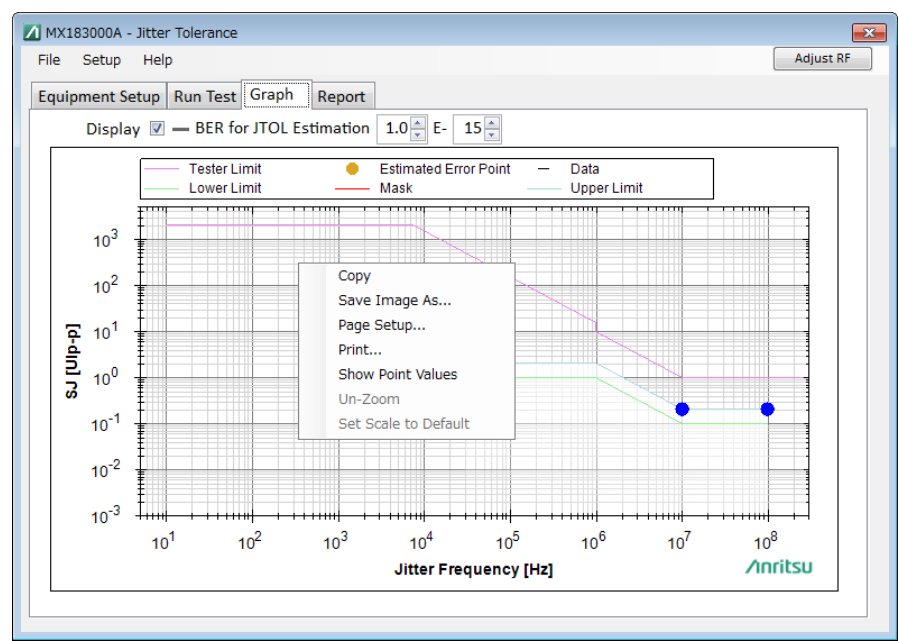 MX183000A - Jitter Tolerance
File Setup Help Adjust RF
Equipment Setup Run Test Graph Report
Display BER for JTOL Estimation 1.0 E- 15
Tester Limit Estimated Error Point Data
Lower Limit Mask Upper Limit
10³
10²
10¹
10⁰
10⁻¹
10⁻²
10⁻³
SJ [UIp-p]
Copy
Save Image As...
Page Setup...
Print...
Show Point Values
Un-Zoom
Set Scale to Default
10¹ 10² 10³ 10⁴ 10⁵ 10⁶ 10⁷ 10⁸
Jitter Frequency [Hz]
Anritsu